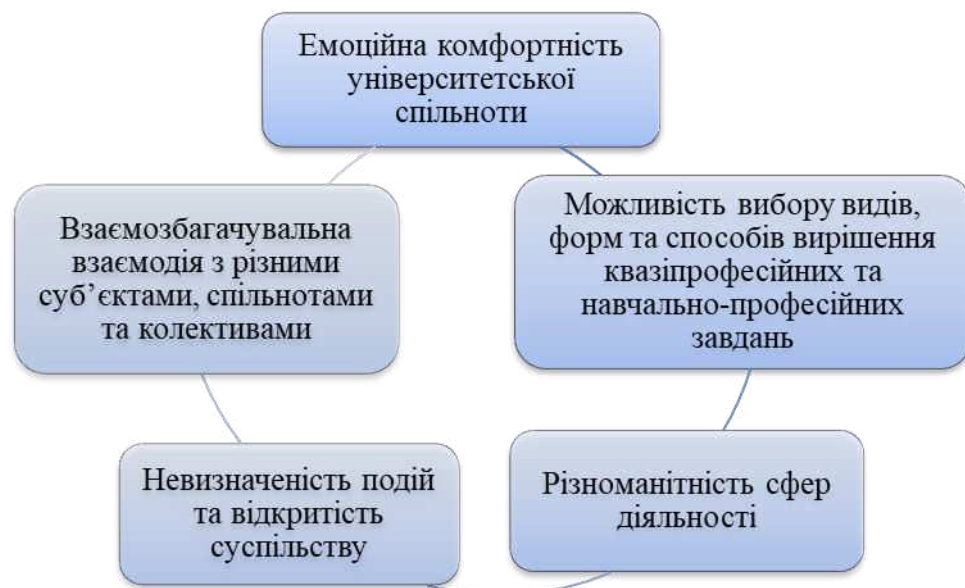 Емоційна комфортність
університетської
спільноти
Можливість вибору видів,
форм та способів вирішення
квазіпрофесійних та
навчально-професійних
завдань
Різноманітність сфер
діяльності
Невизначеність подій
та відкритість
суспільству
Взаємозбагачувальна
взаємодія з різними
суб’єктами, спільнотами
та колективами